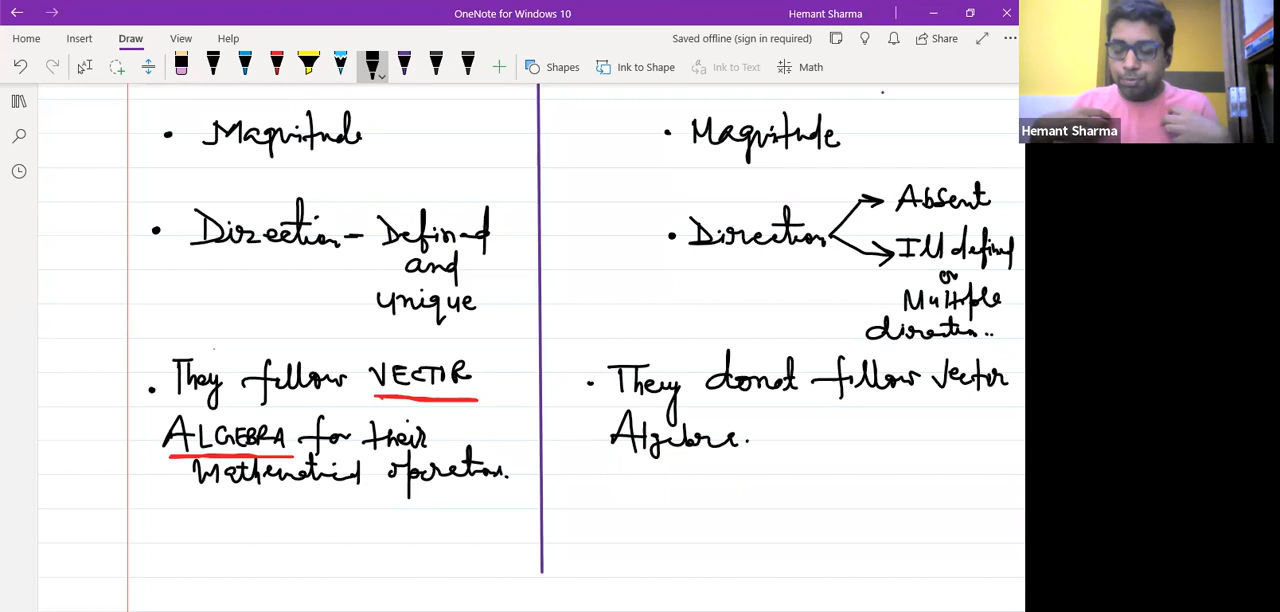 OneNote for Windows 10
Hemant Sharma
Home Insert Draw View Help
Saved offline (sign in required)
Share
Shapes
Ink to Shape
Ink to Text
Math
Hemant Sharma
• Magnitude
• Direction - Defined
and
unique
• They follow VECTOR
ALGEBRA for their
Mathematical operations.
• Magnitude
• Direction
Absent
Ill defined
or
Multiple
direction..
• They donot follow Vector
Algebra.